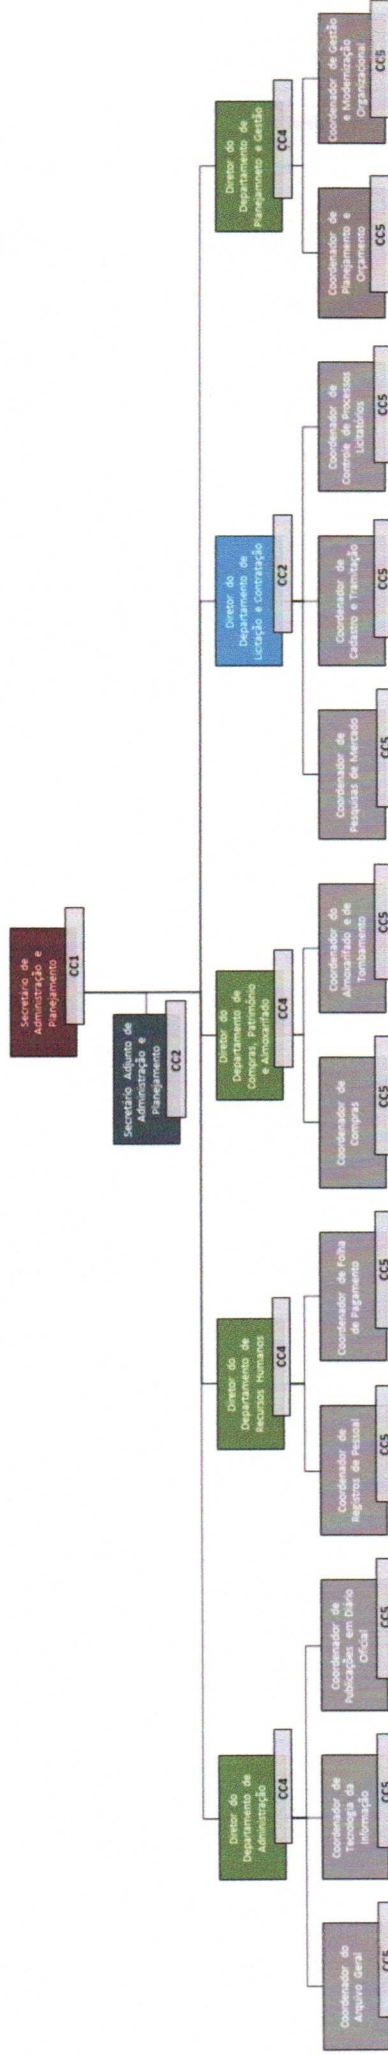 Secretário de
Administração e
Planejamento
CC1
Secretário Adjunto de
Administração e
Planejamento
CC2
Diretor do
Departamento de
Administração
CC4
Diretor do
Departamento de
Recursos Humanos
CC4
Diretor do
Departamento de
Compras, Patrimônio
e Almoxarifado
CC4
Diretor do
Departamento de
Licitação e Contratação
CC2
Diretor do
Departamento de
Planejamneto e Gestão
CC4
Coordenador do
Arquivo Geral
CC5
Coordenador de
Tecnologia da
Informação
CC5
Coordenador de
Publicações em Diário
Oficial
CC5
Coordenador de
Registros de Pessoal
CC5
Coordenador de Folha
de Pagamento
CC5
Coordenador de
Compras
CC5
Coordenador do
Almoxarifado e de
Tombamento
CC5
Coordenador de
Pesquisas de Mercado
CC5
Coordenador de
Cadastro e Tramitação
CC5
Coordenador de
Controle de Processos
Licitatórios
CC5
Coordenador de
Planejamento e
Orçamento
CC5
Coordenador de Gestão
e Modernização
Organizacional
CC5